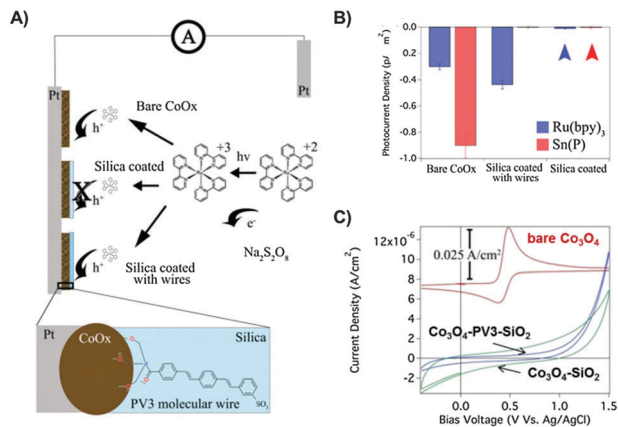 A)
A
Pt
Pt
Bare CoOx
h+
+3
+2
hν
Silica coated
X
h+
e-
Na2S2O8
Silica coated
with wires
h+
Pt
CoOx
Silica
PV3 molecular wire
SO3
B)
Photocurrent Density
0.0
-0.2
-0.4
-0.6
-0.8
-1.0
Ru(bpy)3
Sn(P)
Bare CoOx
Silica coated
with wires
Silica coated
C)
Current Density (A/cm2)
12x10-6
10
8
6
4
2
0
-2
0.025 A/cm2
bare Co3O4
Co3O4-PV3-SiO2
Co3O4-SiO2
0.0
0.5
1.0
1.5
Bias Voltage (V Vs. Ag/AgCl)